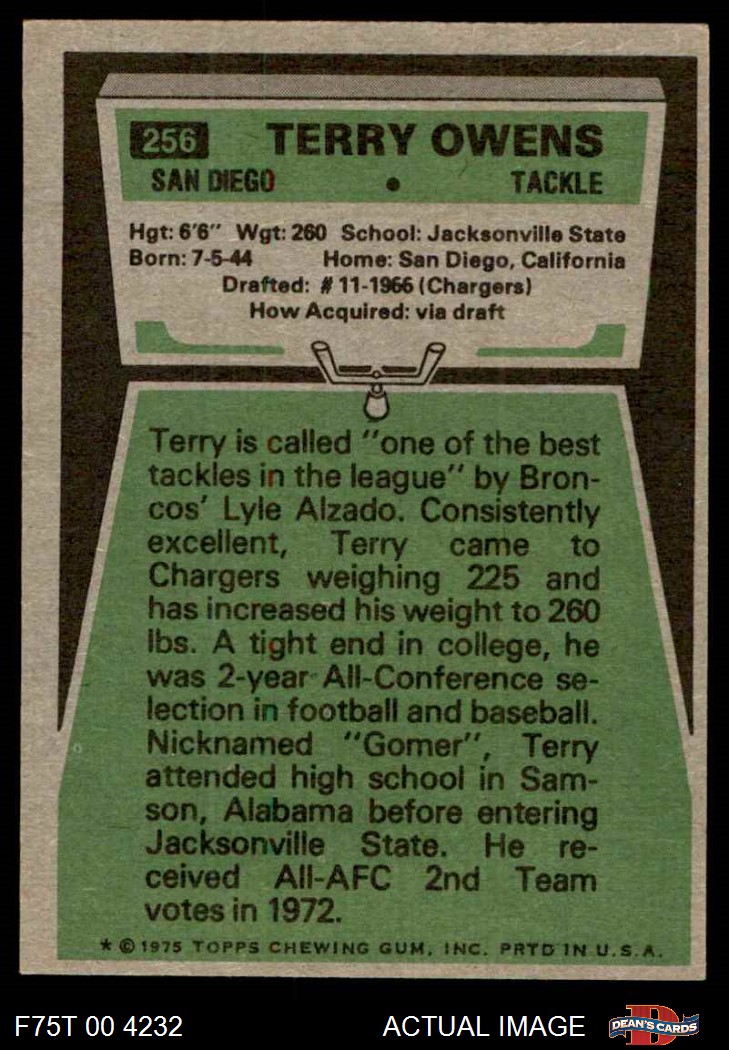 256 TERRY OWENS
SAN DIEGO • TACKLE
Hgt: 6'6" Wgt: 260 School: Jacksonville State
Born: 7-5-44 Home: San Diego, California
Drafted: #11-1966 (Chargers)
How Acquired: via draft
Terry is called "one of the best
tackles in the league" by Bron-
cos' Lyle Alzado. Consistently
excellent, Terry came to
Chargers weighing 225 and
has increased his weight to 260
lbs. A tight end in college, he
was 2-year All-Conference se-
lection in football and baseball.
Nicknamed "Gomer", Terry
attended high school in Sam-
son, Alabama before entering
Jacksonville State. He re-
ceived All-AFC 2nd Team
votes in 1972.
* © 1975 TOPPS CHEWING GUM, INC. PRTD IN U.S.A.
F75T 00 4232 ACTUAL IMAGE DEAN'S CARDS